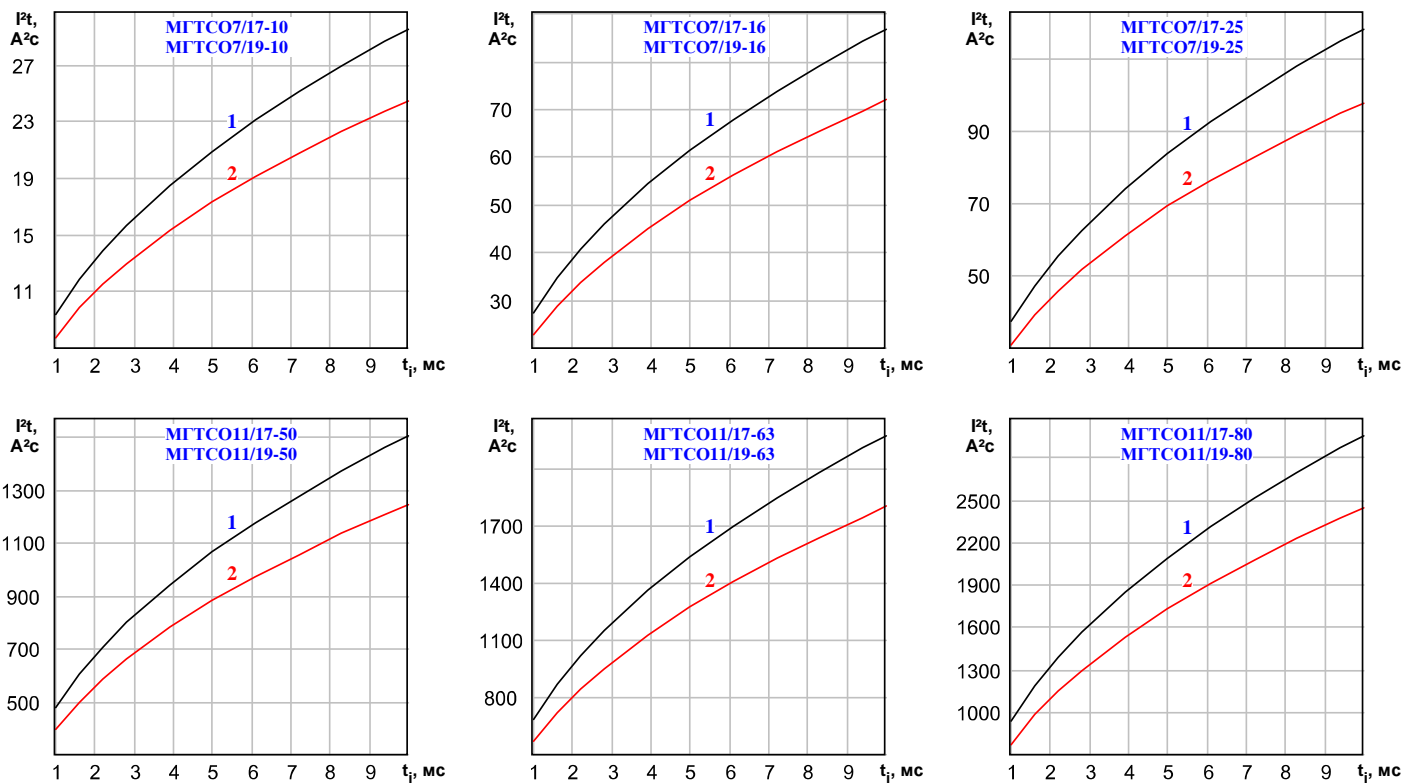 I²t,
A²c
МГТСО7/17-10
МГТСО7/19-10
27
23
19
15
11
1
2
1 2 3 4 5 6 7 8 9 tᵢ, мс
I²t,
A²c
МГТСО7/17-16
МГТСО7/19-16
70
60
50
40
30
1
2
1 2 3 4 5 6 7 8 9 tᵢ, мс
I²t,
A²c
МГТСО7/17-25
МГТСО7/19-25
90
70
50
1
2
1 2 3 4 5 6 7 8 9 tᵢ, мс
I²t,
A²c
МГТСО11/17-50
МГТСО11/19-50
1300
1100
900
700
500
1
2
1 2 3 4 5 6 7 8 9 tᵢ, мс
I²t,
A²c
МГТСО11/17-63
МГТСО11/19-63
1700
1400
1100
800
1
2
1 2 3 4 5 6 7 8 9 tᵢ, мс
I²t,
A²c
МГТСО11/17-80
МГТСО11/19-80
2500
2200
1900
1600
1300
1000
1
2
1 2 3 4 5 6 7 8 9 tᵢ, мс